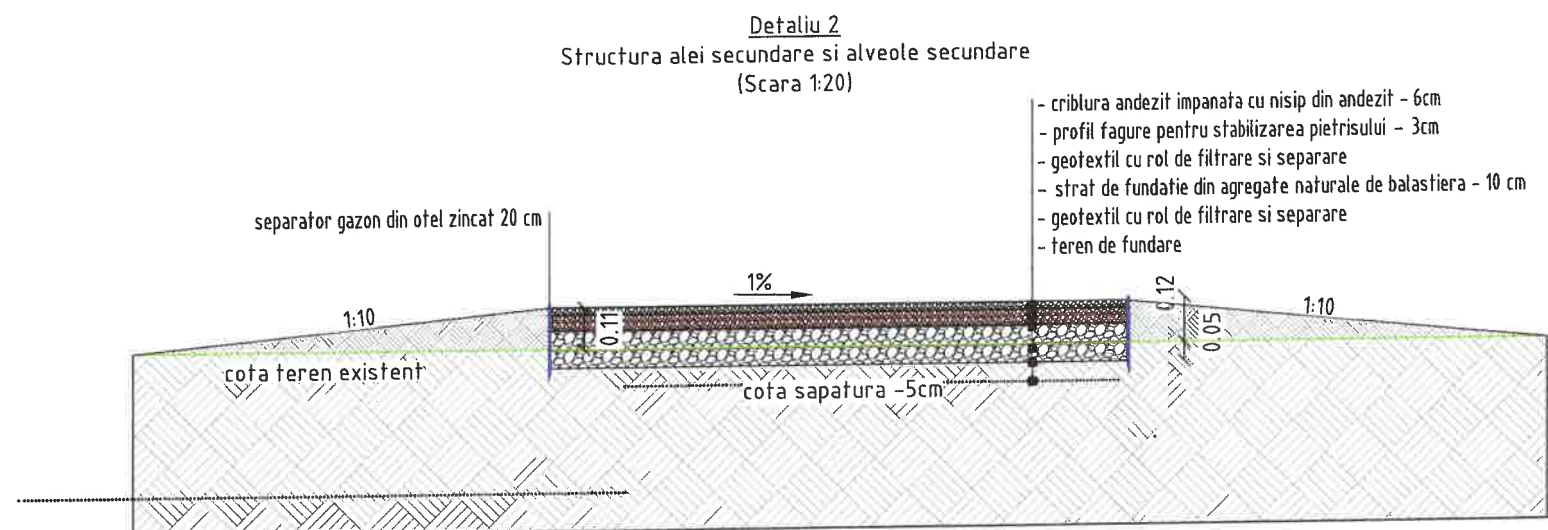 Detaliu 2
Structura alei secundare si alveole secundare
(Scara 1:20)
- criblura andezit impanata cu nisip din andezit - 6cm
- profil fagure pentru stabilizarea pietrisului - 3cm
- geotextil cu rol de filtrare si separare
- strat de fundatie din agregate naturale de balastiera - 10 cm
- geotextil cu rol de filtrare si separare
- teren de fundare
separator gazon din otel zincat 20 cm
1%
1:10
0.11
0.12
0.05
1:10
cota teren existent
cota sapatura -5cm